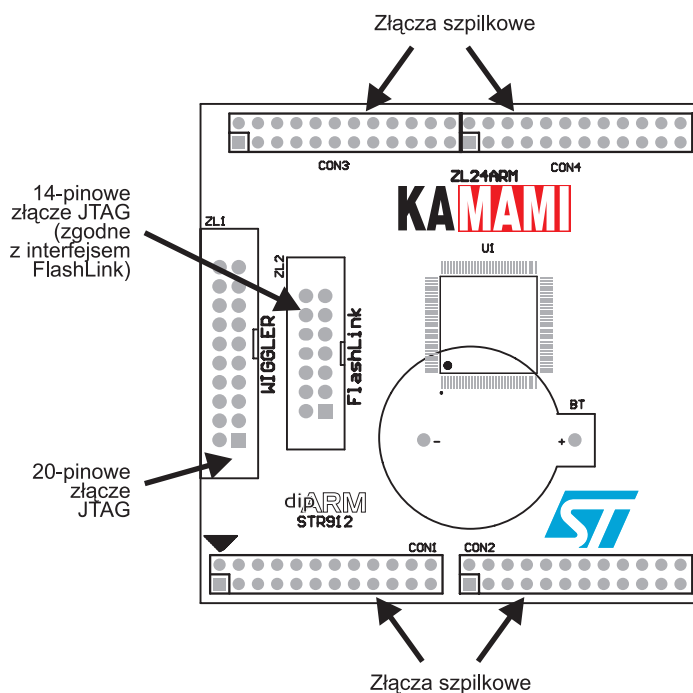 Złącza szpilkowe
CON3
CON4
ZL24ARM
KAMAMI
14-pinowe
złącze JTAG
(zgodne
z interfejsem
FlashLink)
ZL1
ZL2
U1
WIGGLER
FlashLink
BT
-
+
20-pinowe
złącze
JTAG
dipARM
STR912
ST
CON1
CON2
Złącza szpilkowe